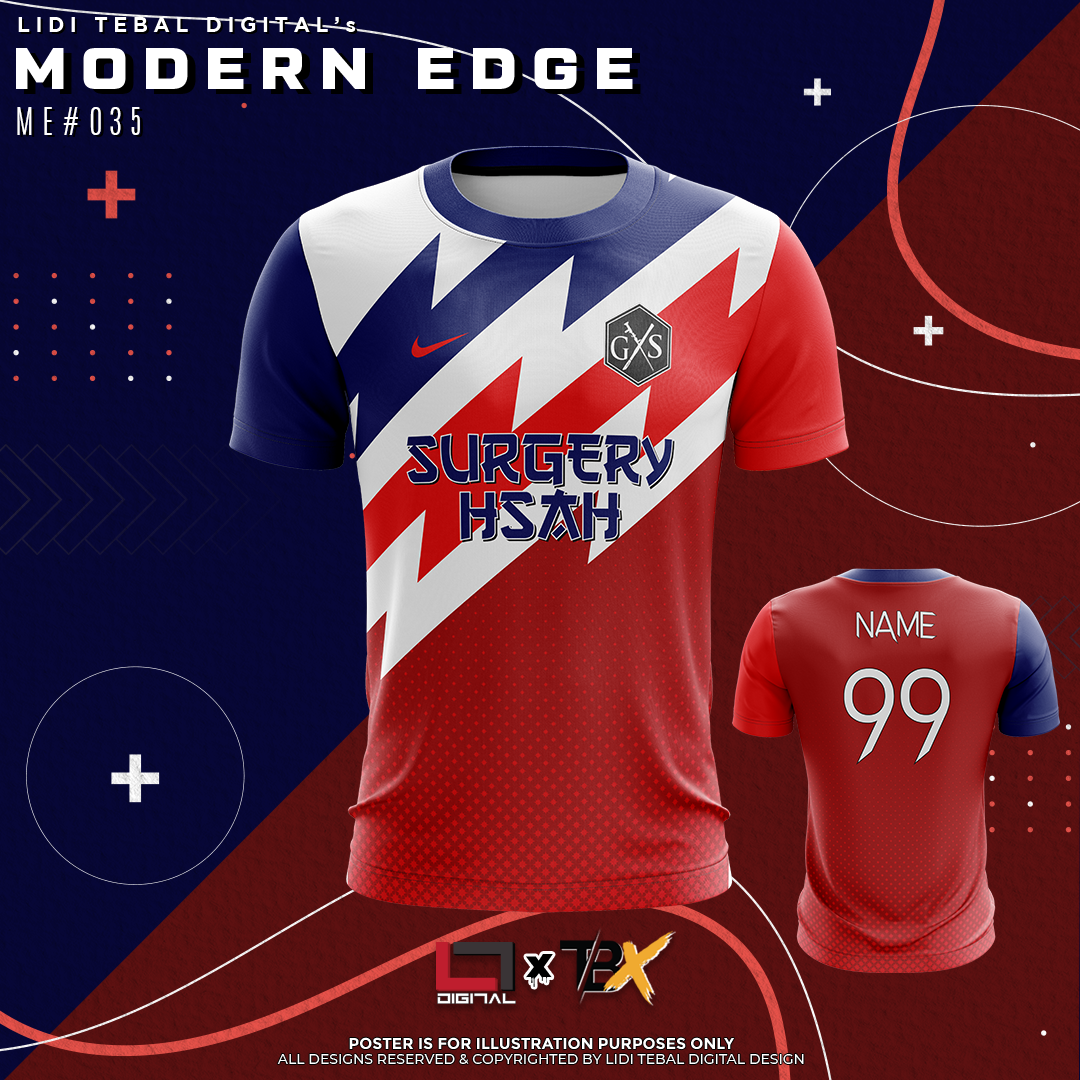 LIDI TEBAL DIGITAL's
MODERN EDGE
ME#035
GXS
SURGERY
HSAH
NAME
99
LT
DIGITAL
X
TBX
POSTER IS FOR ILLUSTRATION PURPOSES ONLY
ALL DESIGNS RESERVED & COPYRIGHTED BY LIDI TEBAL DIGITAL DESIGN